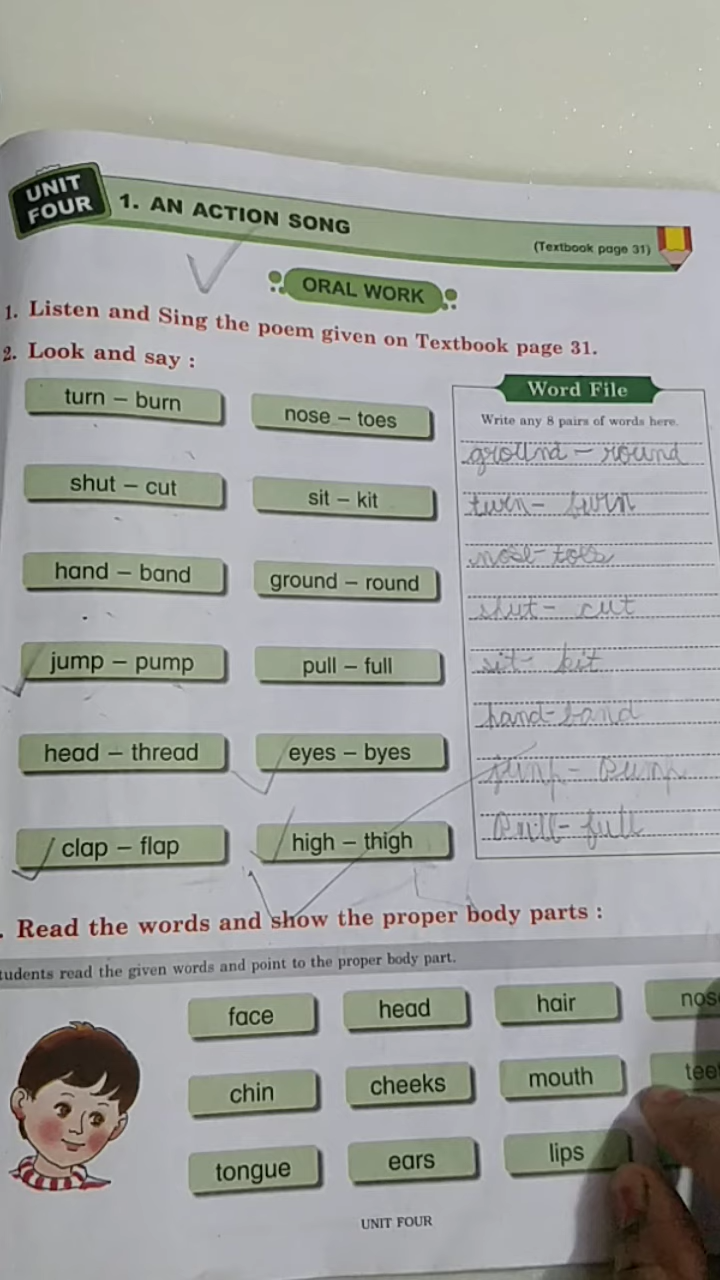 UNIT FOUR
1. AN ACTION SONG
(Textbook page 31)
ORAL WORK
1. Listen and Sing the poem given on Textbook page 31.
2. Look and say :
turn – burn
nose – toes
shut – cut
sit – kit
hand – band
ground – round
jump – pump
pull – full
head – thread
eyes – byes
clap – flap
high – thigh
Word File
Write any 8 pairs of words here.
ground – round
turn – burn
nose – toes
shut – cut
sit – kit
hand – band
jump – Pump
Pull – full
. Read the words and show the proper body parts :
tudents read the given words and point to the proper body part.
face
head
hair
nos
chin
cheeks
mouth
tee
tongue
ears
lips
UNIT FOUR